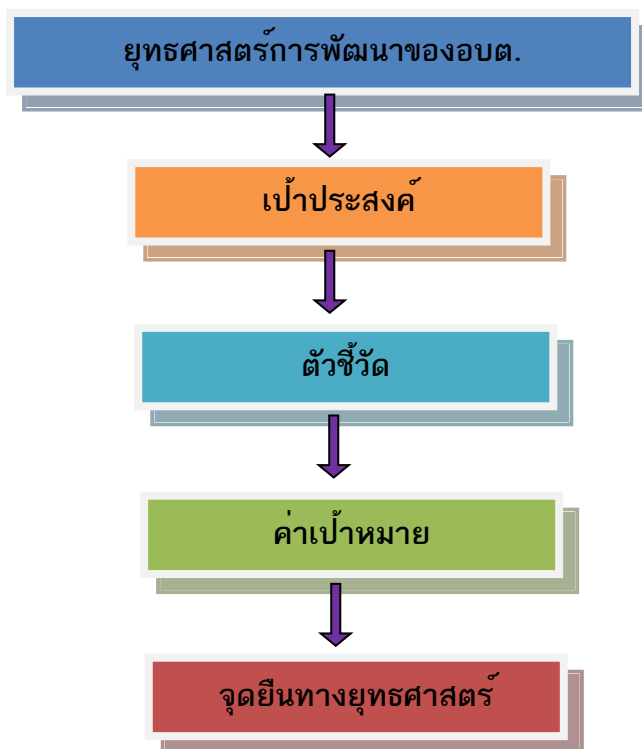 ยุทธศาสตร์การพัฒนาของอบต.
เป้าประสงค์
ตัวชี้วัด
ค่าเป้าหมาย
จุดยืนทางยุทธศาสตร์